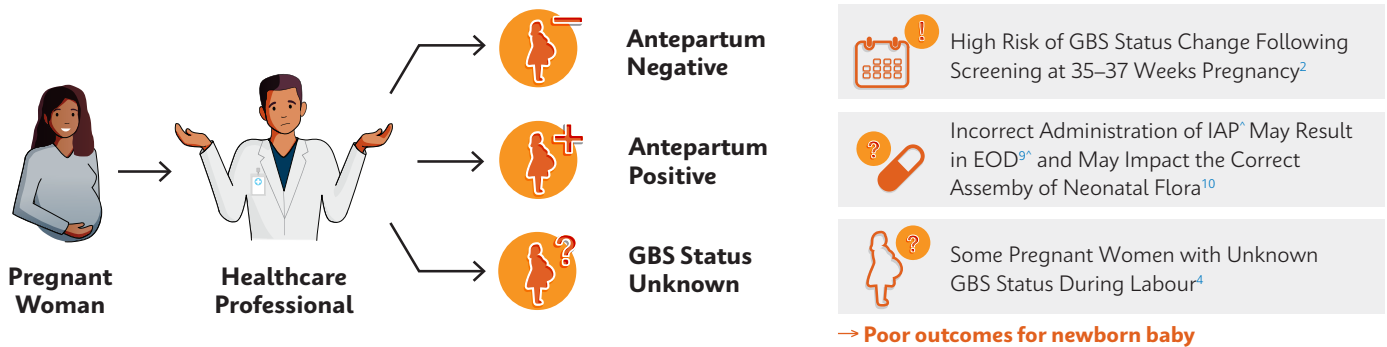 Pregnant
Woman
Healthcare
Professional
Antepartum
Negative
Antepartum
Positive
GBS Status
Unknown
High Risk of GBS Status Change Following
Screening at 35–37 Weeks Pregnancy2
Incorrect Administration of IAP^ May Result
in EOD9^ and May Impact the Correct
Assemby of Neonatal Flora10
Some Pregnant Women with Unknown
GBS Status During Labour4
→ Poor outcomes for newborn baby